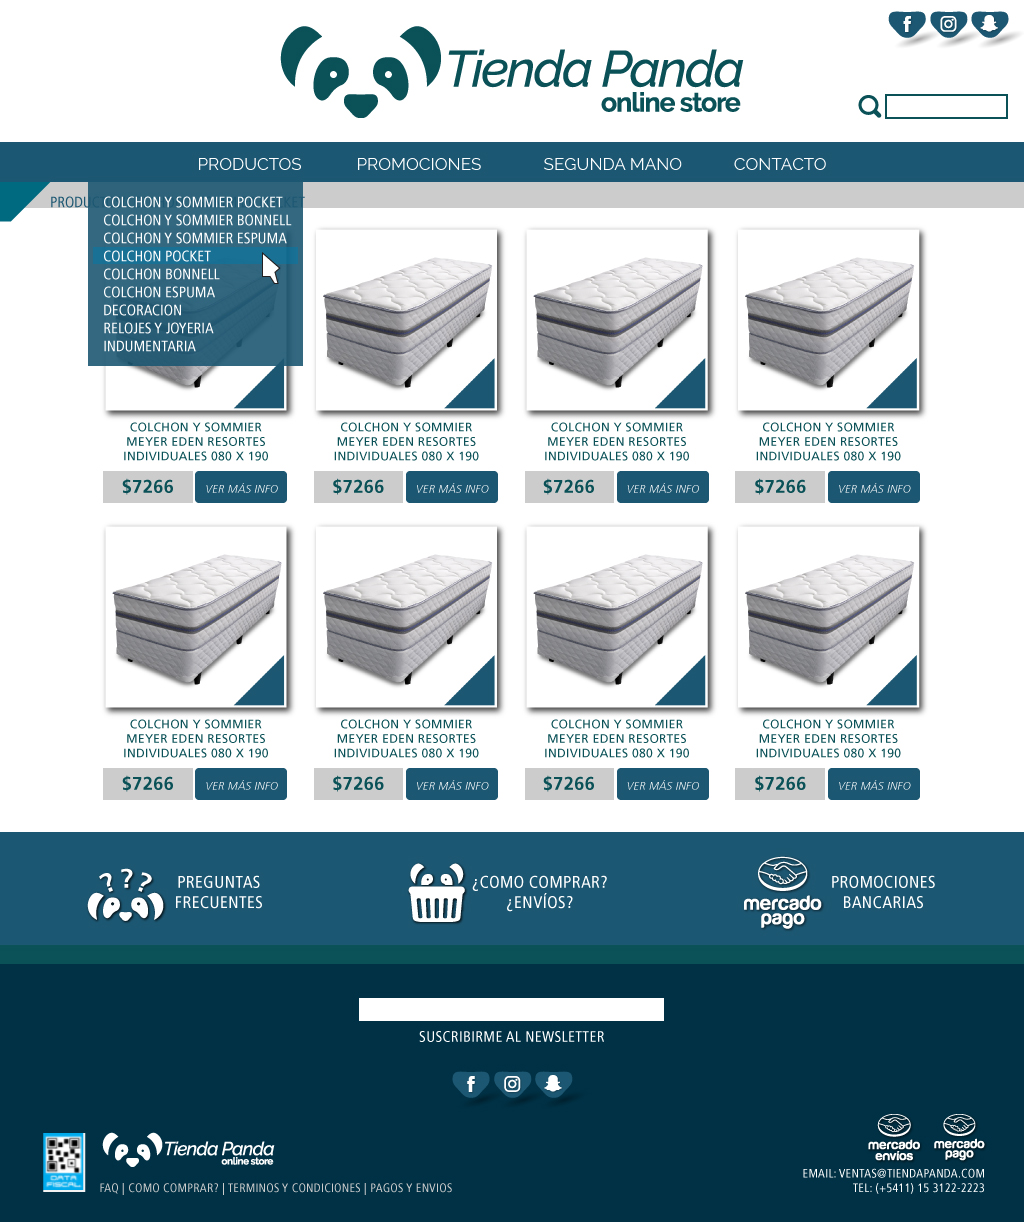 Tienda Panda
online store
PRODUCTOS PROMOCIONES SEGUNDA MANO CONTACTO
COLCHON Y SOMMIER POCKET
COLCHON Y SOMMIER BONNELL
COLCHON Y SOMMIER ESPUMA
COLCHON POCKET
COLCHON BONNELL
COLCHON ESPUMA
DECORACION
RELOJES Y JOYERIA
INDUMENTARIA
COLCHON Y SOMMIER COLCHON Y SOMMIER COLCHON Y SOMMIER COLCHON Y SOMMIER
MEYER EDEN RESORTES MEYER EDEN RESORTES MEYER EDEN RESORTES MEYER EDEN RESORTES
INDIVIDUALES 080 X 190 INDIVIDUALES 080 X 190 INDIVIDUALES 080 X 190 INDIVIDUALES 080 X 190
$7266 VER MÁS INFO $7266 VER MÁS INFO $7266 VER MÁS INFO $7266 VER MÁS INFO
COLCHON Y SOMMIER COLCHON Y SOMMIER COLCHON Y SOMMIER COLCHON Y SOMMIER
MEYER EDEN RESORTES MEYER EDEN RESORTES MEYER EDEN RESORTES MEYER EDEN RESORTES
INDIVIDUALES 080 X 190 INDIVIDUALES 080 X 190 INDIVIDUALES 080 X 190 INDIVIDUALES 080 X 190
$7266 VER MÁS INFO $7266 VER MÁS INFO $7266 VER MÁS INFO $7266 VER MÁS INFO
PREGUNTAS
FRECUENTES
¿COMO COMPRAR?
¿ENVÍOS?
mercado
pago
PROMOCIONES
BANCARIAS
SUSCRIBIRME AL NEWSLETTER
DATA
FISCAL
Tienda Panda
online store
FAQ | COMO COMPRAR? | TERMINOS Y CONDICIONES | PAGOS Y ENVIOS
mercado
envíos
mercado
pago
EMAIL: VENTAS@TIENDAPANDA.COM
TEL: (+5411) 15 3122-2223